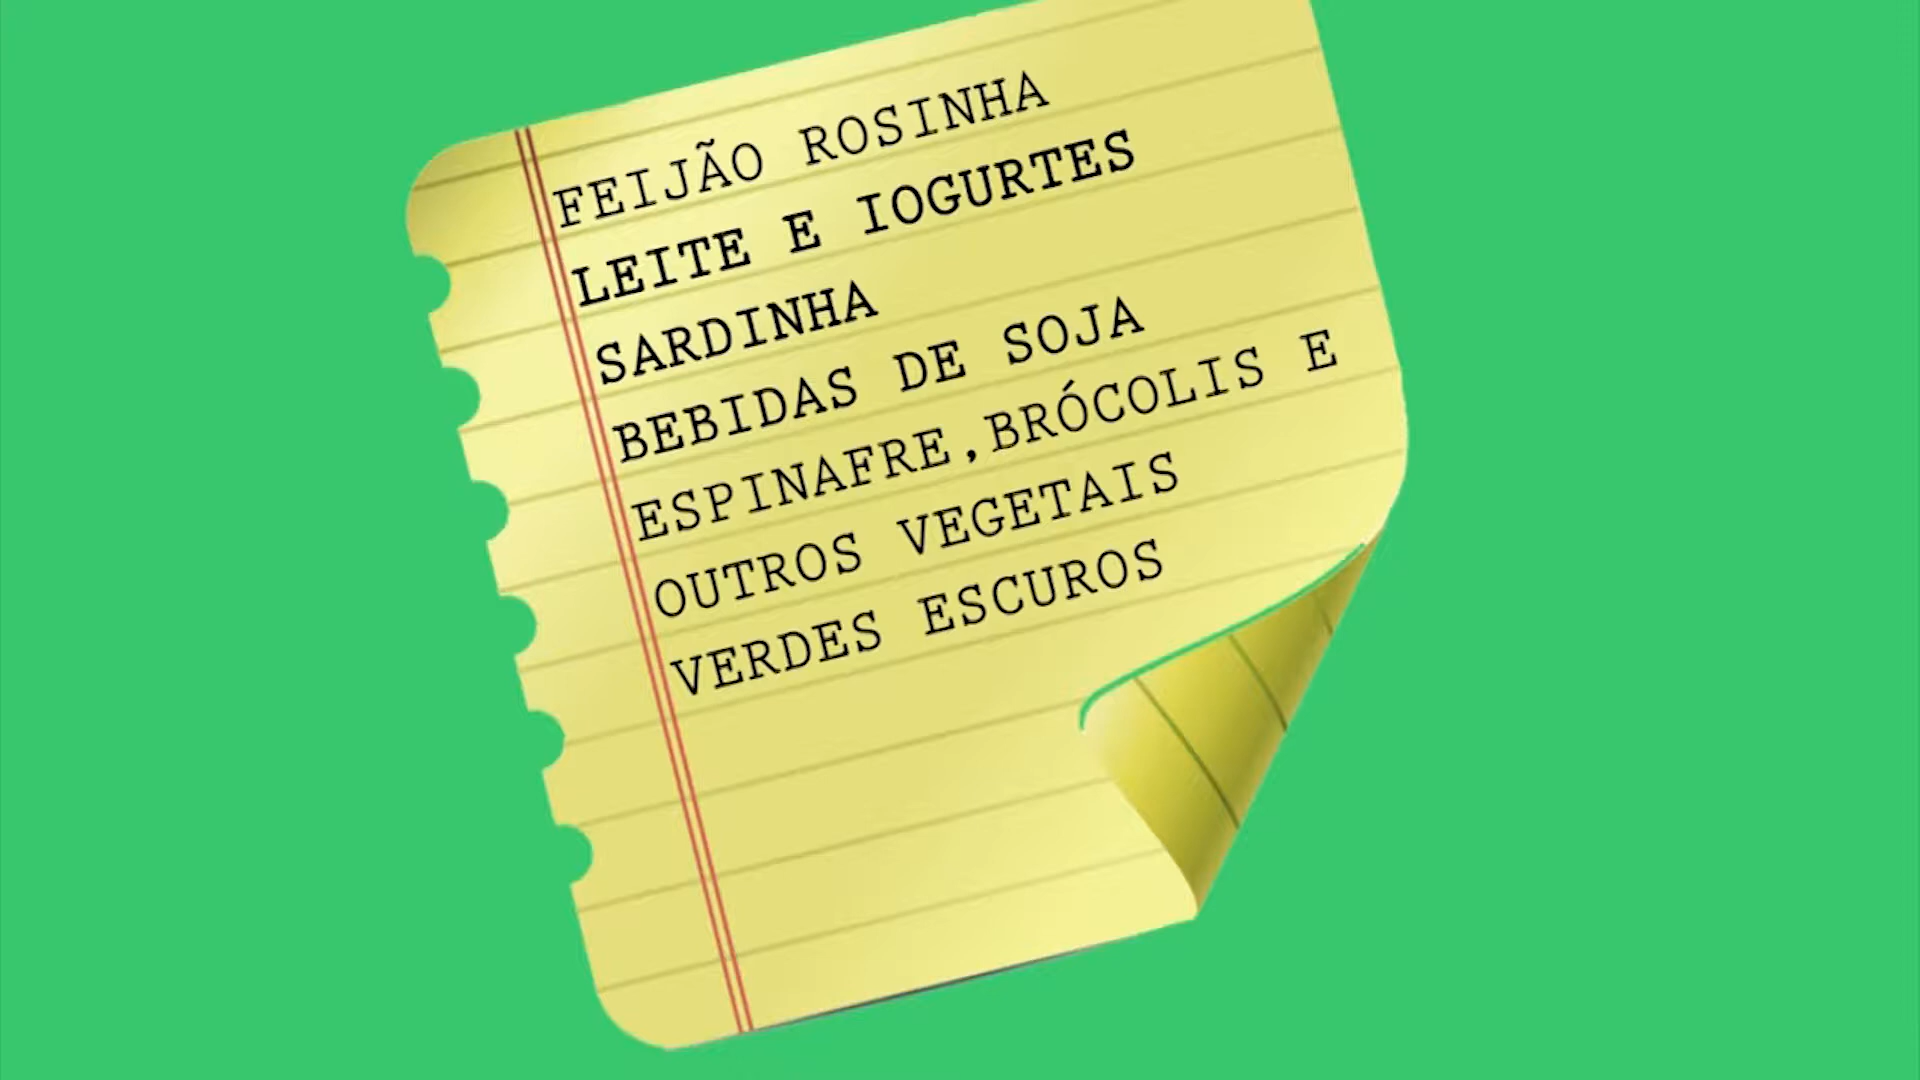 FEIJÃO ROSINHA
LEITE E IOGURTES
SARDINHA
BEBIDAS DE SOJA
ESPINAFRE,BRÓCOLIS E
OUTROS VEGETAIS
VERDES ESCUROS